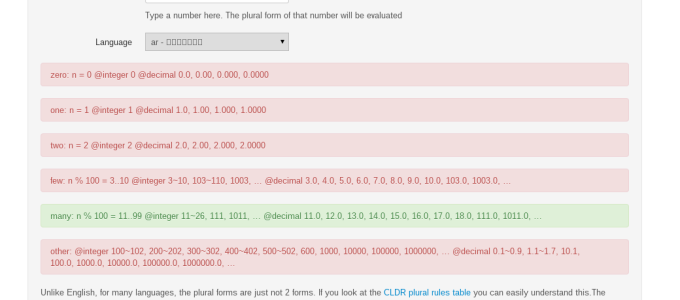 Type a number here. The plural form of that number will be evaluated
Language
ar -
zero: n = 0 @integer 0 @decimal 0.0, 0.00, 0.000, 0.0000
one: n = 1 @integer 1 @decimal 1.0, 1.00, 1.000, 1.0000
two: n = 2 @integer 2 @decimal 2.0, 2.00, 2.000, 2.0000
few: n % 100 = 3..10 @integer 3~10, 103~110, 1003, … @decimal 3.0, 4.0, 5.0, 6.0, 7.0, 8.0, 9.0, 10.0, 103.0, 1003.0, …
many: n % 100 = 11..99 @integer 11~26, 111, 1011, … @decimal 11.0, 12.0, 13.0, 14.0, 15.0, 16.0, 17.0, 18.0, 111.0, 1011.0, …
other: @integer 100~102, 200~202, 300~302, 400~402, 500~502, 600, 1000, 10000, 100000, 1000000, … @decimal 0.1~0.9, 1.1~1.7, 10.1,
100.0, 1000.0, 10000.0, 100000.0, 1000000.0, …
Unlike English, for many languages, the plural forms are just not 2 forms. If you look at the CLDR plural rules table you can easily understand this.The